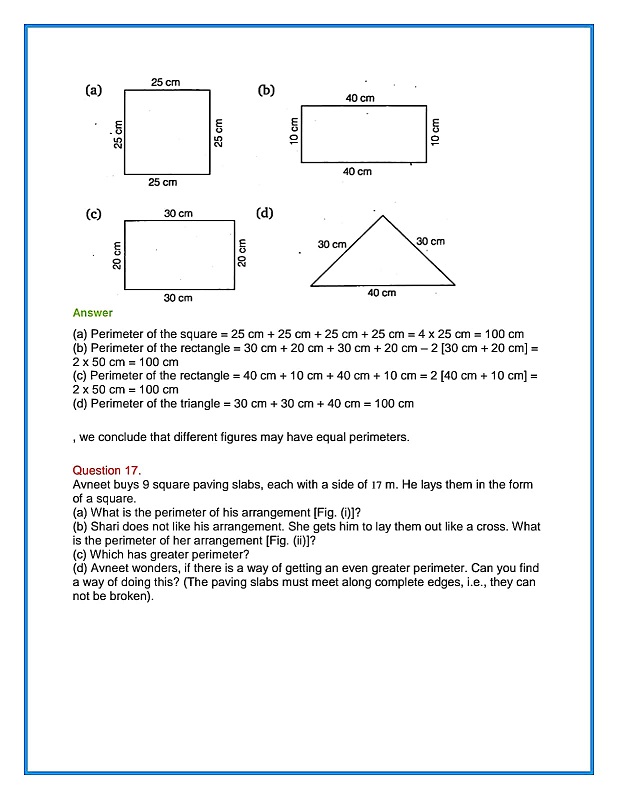 (a)
25 cm
(b)
40 cm
25 cm
25 cm
10 cm
10 cm
25 cm
40 cm
(c)
30 cm
(d)
20 cm
20 cm
30 cm
30 cm
30 cm
40 cm
Answer
(a) Perimeter of the square = 25 cm + 25 cm + 25 cm + 25 cm = 4 x 25 cm = 100 cm
(b) Perimeter of the rectangle = 30 cm + 20 cm + 30 cm + 20 cm – 2 [30 cm + 20 cm] =
2 x 50 cm = 100 cm
(c) Perimeter of the rectangle = 40 cm + 10 cm + 40 cm + 10 cm = 2 [40 cm + 10 cm] =
2 x 50 cm = 100 cm
(d) Perimeter of the triangle = 30 cm + 30 cm + 40 cm = 100 cm
, we conclude that different figures may have equal perimeters.
Question 17.
Avneet buys 9 square paving slabs, each with a side of 17 m. He lays them in the form
of a square.
(a) What is the perimeter of his arrangement [Fig. (i)]?
(b) Shari does not like his arrangement. She gets him to lay them out like a cross. What
is the perimeter of her arrangement [Fig. (ii)]?
(c) Which has greater perimeter?
(d) Avneet wonders, if there is a way of getting an even greater perimeter. Can you find
a way of doing this? (The paving slabs must meet along complete edges, i.e., they can
not be broken).